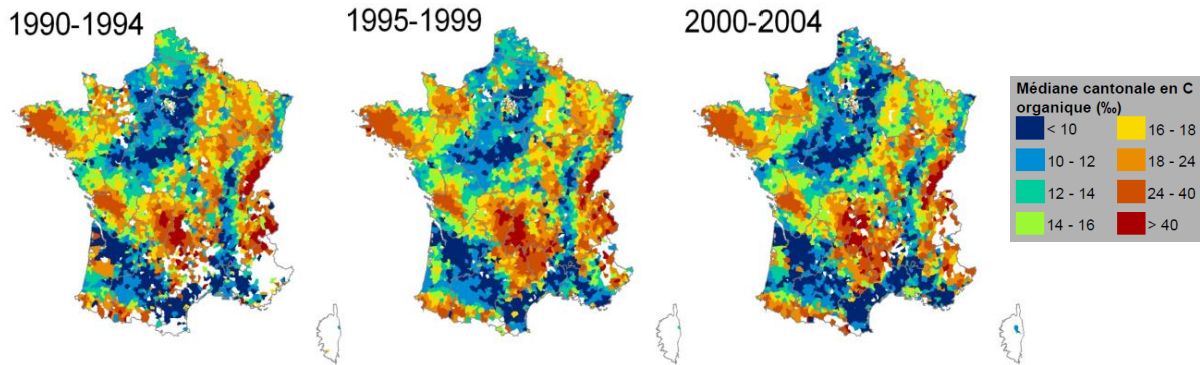 1990-1994
1995-1999
2000-2004
Médiane cantonale en C
organique (‰)
< 10
16 - 18
10 - 12
18 - 24
12 - 14
24 - 40
14 - 16
> 40